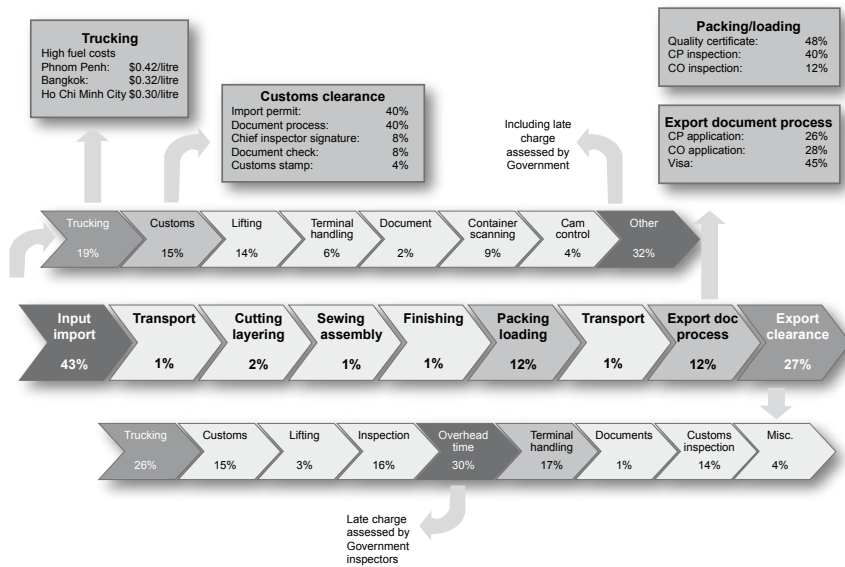 Trucking
High fuel costs
Phnom Penh: $0.42/litre
Bangkok: $0.32/litre
Ho Chi Minh City $0.30/litre
Customs clearance
Import permit: 40%
Document process: 40%
Chief inspector signature: 8%
Document check: 8%
Customs stamp: 4%
Including late
charge
assessed by
Government
Packing/loading
Quality certificate: 48%
CP inspection: 40%
CO inspection: 12%
Export document process
CP application: 26%
CO application: 28%
Visa: 45%
Trucking
19%
Customs
15%
Lifting
14%
Terminal
handling
6%
Document
2%
Container
scanning
9%
Cam
control
4%
Other
32%
Input
import
43%
Transport
1%
Cutting
layering
2%
Sewing
assembly
1%
Finishing
1%
Packing
loading
12%
Transport
1%
Export doc
process
12%
Export
clearance
27%
Trucking
26%
Customs
15%
Lifting
3%
Inspection
16%
Overhead
time
30%
Terminal
handling
17%
Documents
1%
Customs
inspection
14%
Misc.
4%
Late charge
assessed by
Government
inspectors